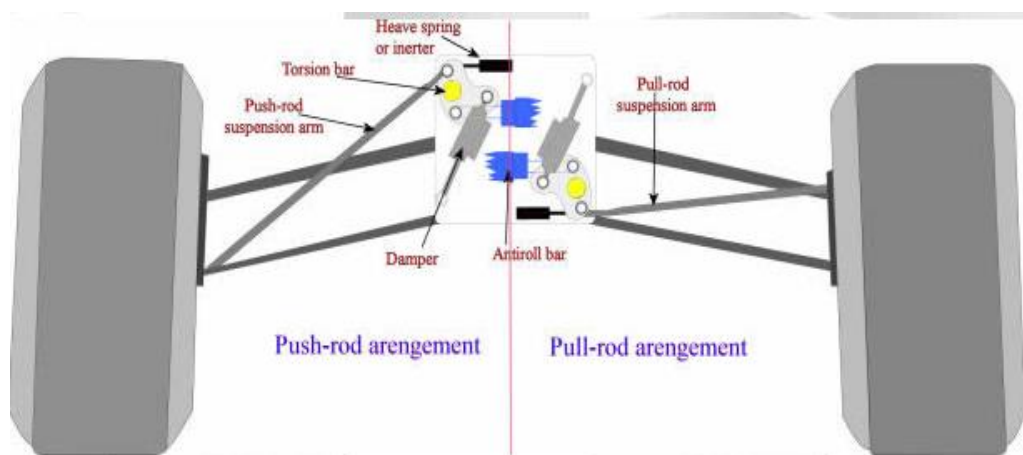 Heave spring
or inerter
Torsion bar
Push-rod
suspension arm
Pull-rod
suspension arm
Damper
Antiroll bar
Push-rod arengement
Pull-rod arengement